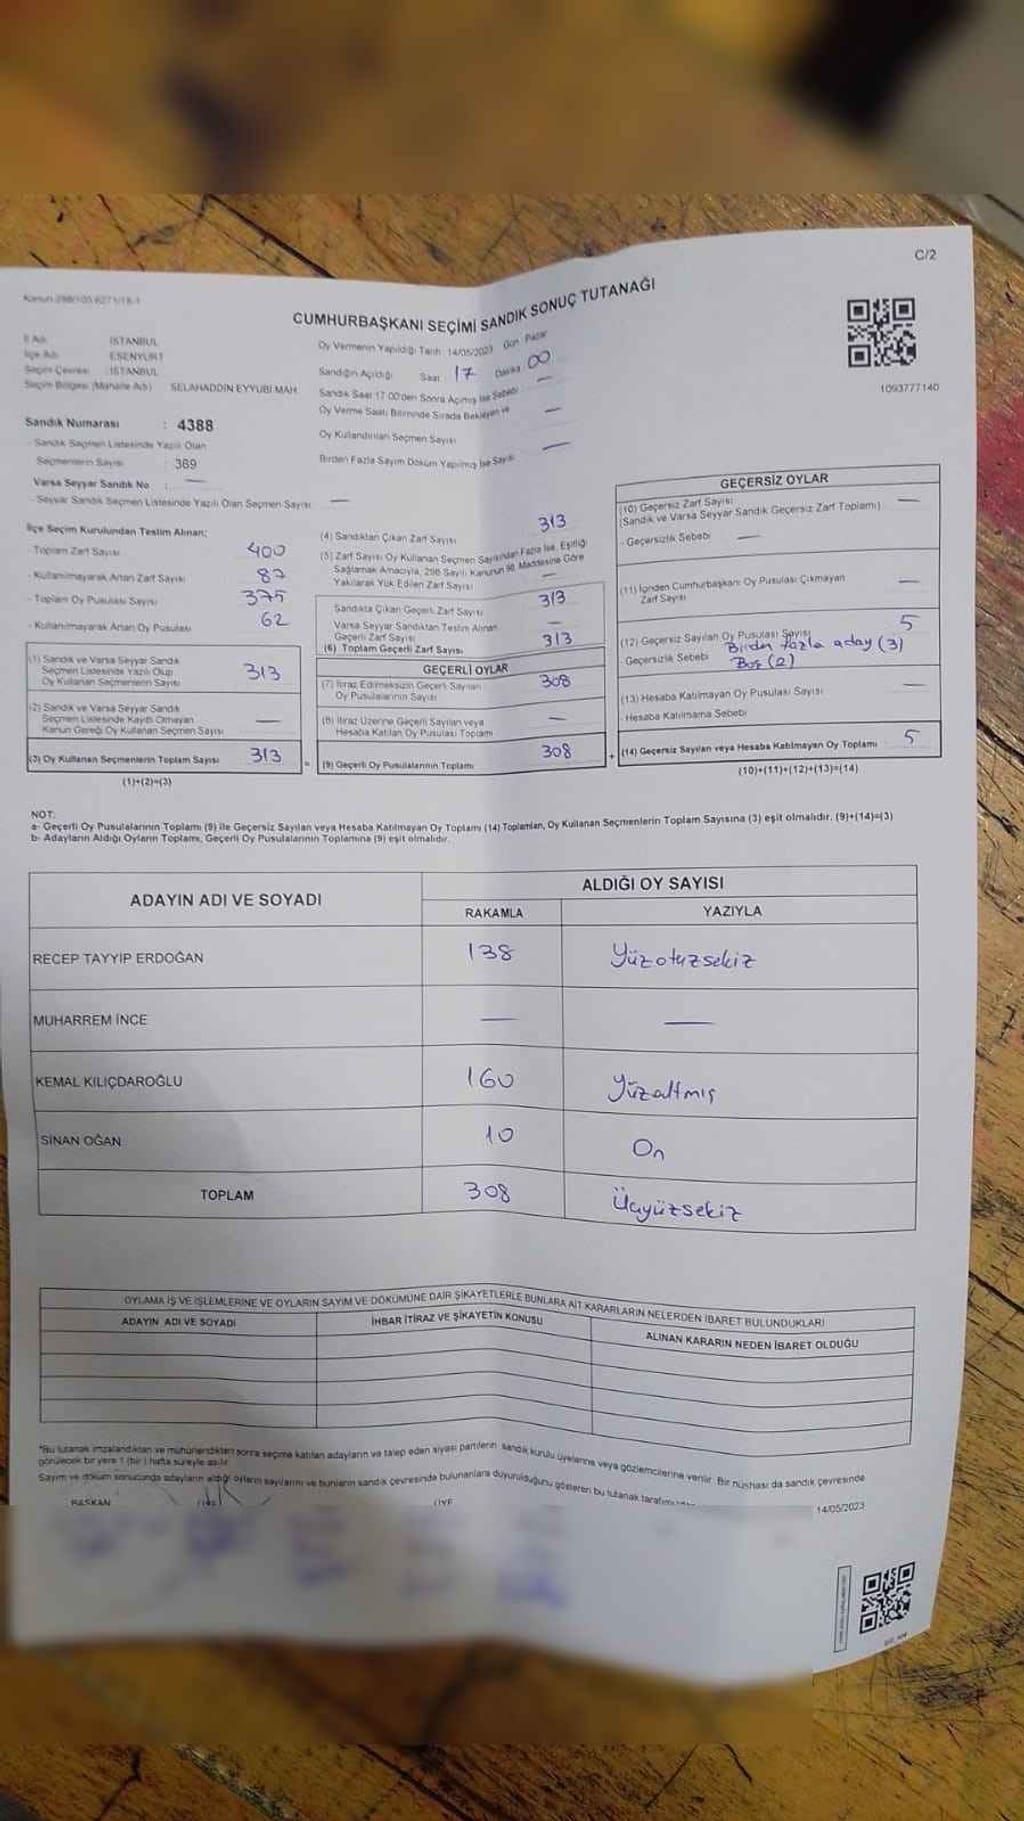 C/2
Kanun 298/105 6271/18-1
CUMHURBAŞKANI SEÇİMİ SANDIK SONUÇ TUTANAĞI
1093777140
İl Adı İSTANBUL
İlçe Adı ESENYURT
Seçim Çevresi İSTANBUL
Seçim Bölgesi (Mahalle Adı) SELAHADDİN EYYUBİ MAH.
Sandık Numarası : 4388
- Sandık Seçmen Listesinde Yazılı Olan
Seçmenlerin Sayısı 369
Varsa Seyyar Sandık No : —
- Seyyar Sandık Seçmen Listesinde Yazılı Olan Seçmen Sayısı —
Oy Vermenin Yapıldığı Tarih 14/05/2023 Gün Pazar
Sandığın Açıldığı Saat 17 Dakika 00
Sandık Saat 17.00'den Sonra Açılmış İse Sebebi —
Oy Verme Saati Bitiminde Sırada Bekleyen ve —
Oy Kullandırılan Seçmen Sayısı —
Birden Fazla Sayım Döküm Yapılmış İse Sayısı
İlçe Seçim Kurulundan Teslim Alınan;
- Toplam Zarf Sayısı 400
- Kullanılmayarak Artan Zarf Sayısı 87
- Toplam Oy Pusulası Sayısı 375
- Kullanılmayarak Artan Oy Pusulası 62
(1) Sandık ve Varsa Seyyar Sandık
Seçmen Listesinde Yazılı Olup
Oy Kullanan Seçmenlerin Sayısı 313
(2) Sandık ve Varsa Seyyar Sandık
Seçmen Listesinde Kayıtlı Olmayan
Kanun Gereği Oy Kullanan Seçmen Sayısı —
(3) Oy Kullanan Seçmenlerin Toplam Sayısı 313
(1)+(2)=(3)
(4) Sandıktan Çıkan Zarf Sayısı 313
(5) Zarf Sayısı Oy Kullanan Seçmen Sayısından Fazla İse, Eşitliği
Sağlamak Amacıyla, 298 Sayılı Kanunun 98. Maddesine Göre
Yakılarak Yok Edilen Zarf Sayısı —
Sandıkta Çıkan Geçerli Zarf Sayısı 313
Varsa Seyyar Sandıktan Teslim Alınan
Geçerli Zarf Sayısı —
(6) Toplam Geçerli Zarf Sayısı 313
GEÇERLİ OYLAR
(7) İtiraz Edilmeksizin Geçerli Sayılan
Oy Pusulalarının Sayısı 308
(8) İtiraz Üzerine Geçerli Sayılan veya
Hesaba Katılan Oy Pusulası Toplamı —
(9) Geçerli Oy Pusulalarının Toplamı 308
GEÇERSİZ OYLAR
(10) Geçersiz Zarf Sayısı
(Sandık ve Varsa Seyyar Sandık Geçersiz Zarf Toplamı) —
- Geçersizlik Sebebi —
(11) İçinden Cumhurbaşkanı Oy Pusulası Çıkmayan
Zarf Sayısı —
(12) Geçersiz Sayılan Oy Pusulası Sayısı 5
- Geçersizlik Sebebi Birden fazla aday (3)
Boş (2)
(13) Hesaba Katılmayan Oy Pusulası Sayısı —
- Hesaba Katılmama Sebebi
(14) Geçersiz Sayılan veya Hesaba Katılmayan Oy Toplamı 5
(10)+(11)+(12)+(13)=(14)
NOT:
a- Geçerli Oy Pusulalarının Toplamı (9) ile Geçersiz Sayılan veya Hesaba Katılmayan Oy Toplamı (14) Toplamları, Oy Kullanan Seçmenlerin Toplam Sayısına (3) eşit olmalıdır. (9)+(14)=(3)
b- Adayların Aldığı Oyların Toplamı, Geçerli Oy Pusulalarının Toplamına (9) eşit olmalıdır.
ADAYIN ADI VE SOYADI ALDIĞI OY SAYISI
RAKAMLA YAZIYLA
RECEP TAYYİP ERDOĞAN 138 Yüzotuzsekiz
MUHARREM İNCE — —
KEMAL KILIÇDAROĞLU 160 Yüzaltmış
SİNAN OĞAN 10 On
TOPLAM 308 Üçyüzsekiz
OYLAMA İŞ VE İŞLEMLERİNE VE OYLARIN SAYIM VE DÖKÜMÜNE DAİR ŞİKAYETLERLE BUNLARA AİT KARARLARIN NELERDEN İBARET BULUNDUKLARI
ADAYIN ADI VE SOYADI İHBAR İTİRAZ VE ŞİKAYETİN KONUSU ALINAN KARARIN NEDEN İBARET OLDUĞU
"Bu tutanak imzalandıktan ve mühürlendikten sonra seçime katılan adayların ve talep eden siyasi partilerin sandık kurulu üyelerine veya gözlemcilerine verilir. Bir nüshası da sandık çevresinde
görülecek bir yere 1 (bir) hafta süreyle asılır.
Sayım ve döküm sonucunda adayların aldığı oyların sayılarını ve bunların sandık çevresinde bulunanlara duyurulduğunu gösteren bu tutanak
14/05/2023
BAŞKAN ÜYE ÜYE